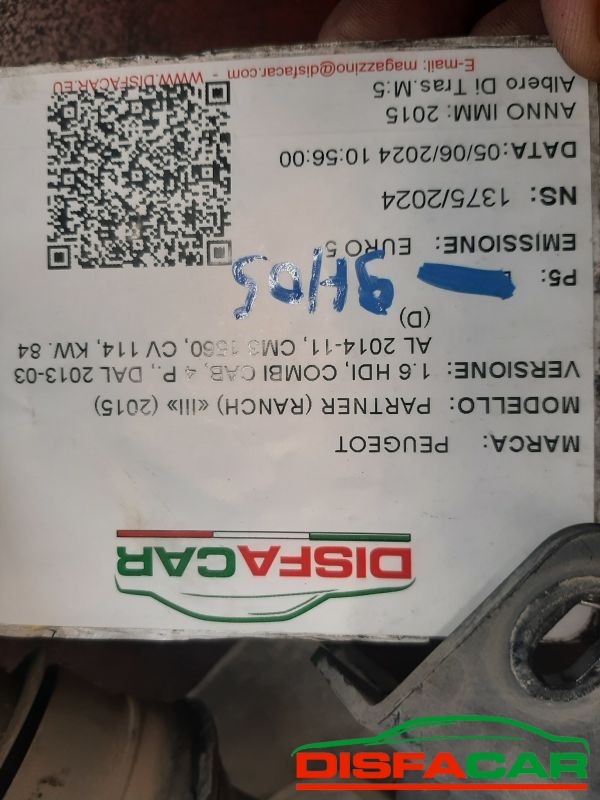 DISFACAR
MARCA: PEUGEOT
MODELLO: PARTNER (RANCH) «III» (2015)
VERSIONE: 1.6 HDI, COMBI CAB, 4 P., DAL 2013-03
AL 2014-11, CM3 1560, CV 114, KW. 84
(D)
P5: 9H05
EMISSIONE: EURO 5
NS: 1375/2024
DATA: 05/06/2024 10:56:00
ANNO IMM: 2015
Albero Di Tras.M:5
E-mail: magazzino@disfacar.com - WWW.DISFACAR.EU
DISFACAR